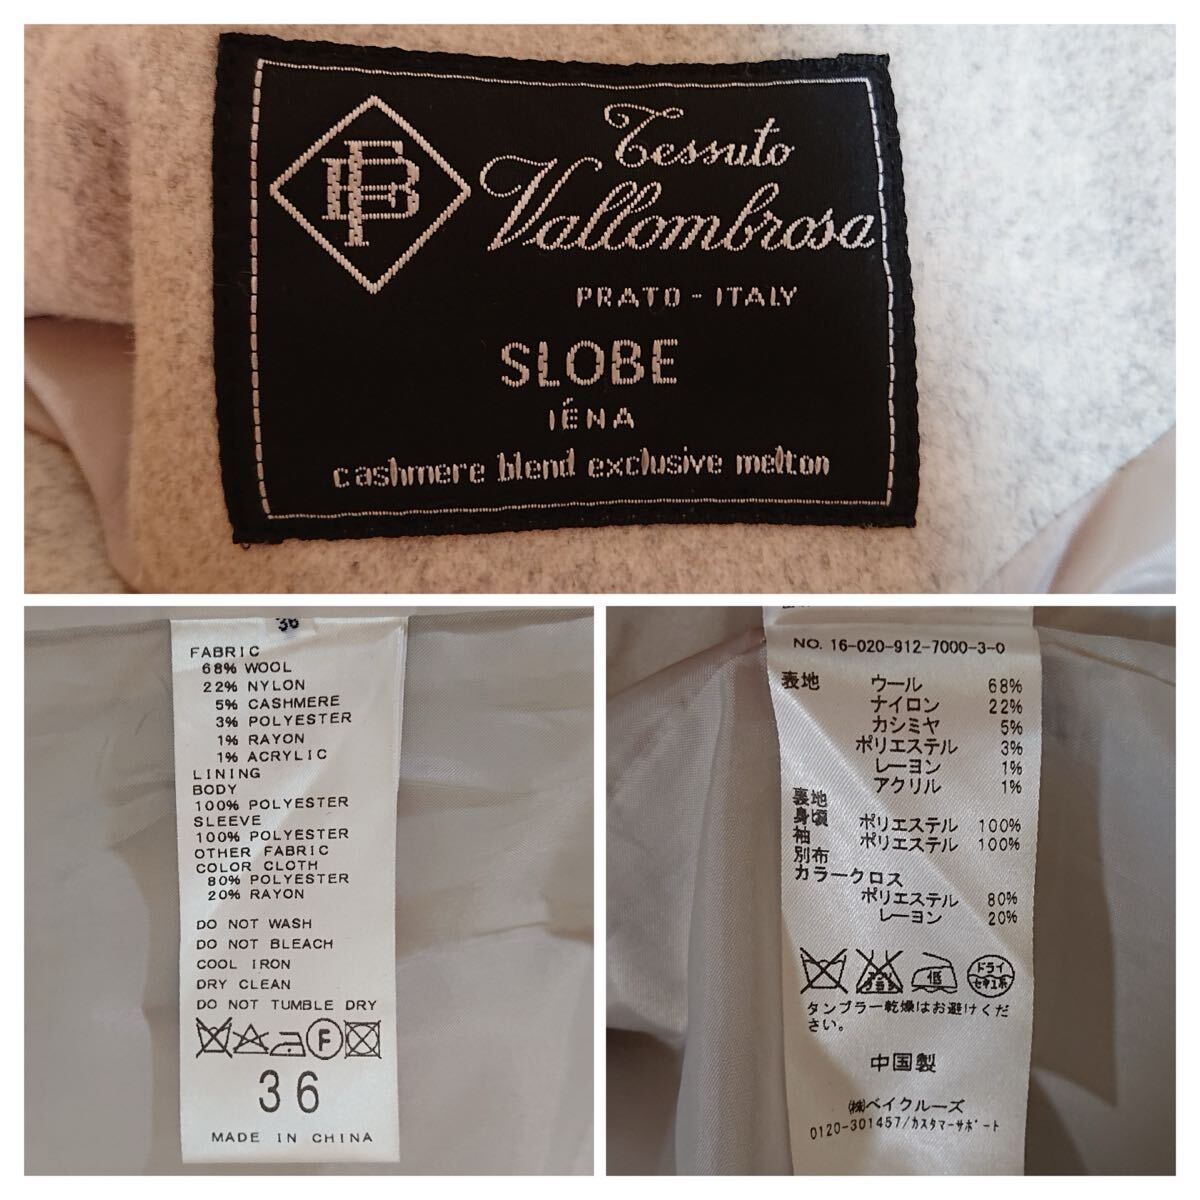 FBF
Tessuto
Vallombrosa
PRATO - ITALY
SLOBE
IÉNA
cashmere blend exclusive melton
36
FABRIC
68% WOOL
22% NYLON
5% CASHMERE
3% POLYESTER
1% RAYON
1% ACRYLIC
LINING
BODY
100% POLYESTER
SLEEVE
100% POLYESTER
OTHER FABRIC
COLOR CLOTH
80% POLYESTER
20% RAYON
DO NOT WASH
DO NOT BLEACH
COOL IRON
DRY CLEAN
DO NOT TUMBLE DRY
F
36
MADE IN CHINA
NO. 16-020-912-7000-3-0
表地 ウール 68%
ナイロン 22%
カシミヤ 5%
ポリエステル 3%
レーヨン 1%
アクリル 1%
裏地
身頃 ポリエステル 100%
袖 ポリエステル 100%
別布
カラークロス
ポリエステル 80%
レーヨン 20%
低 ドライ セキユ系
タンブラー乾燥はお避けくだ
さい。
中国製
㈱ベイクルーズ
0120-301457/カスタマーサポート